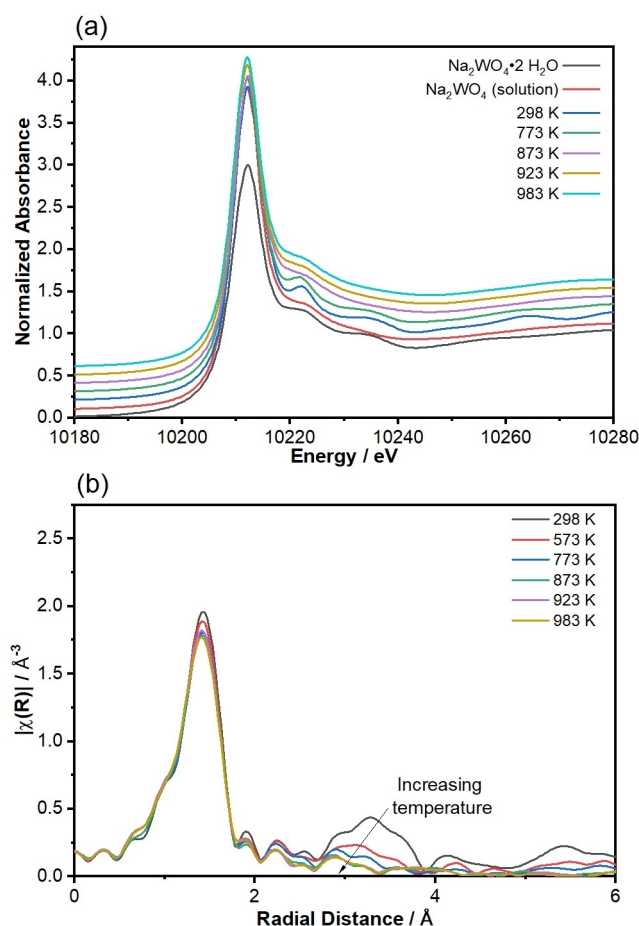 (a)
Normalized Absorbance
4.0
3.5
3.0
2.5
2.0
1.5
1.0
0.5
0.0
Na₂WO₄•2 H₂O
Na₂WO₄ (solution)
298 K
773 K
873 K
923 K
983 K
10180 10200 10220 10240 10260 10280
Energy / eV
(b)
|χ(R)| / Å⁻³
2.5
2.0
1.5
1.0
0.5
0.0
298 K
573 K
773 K
873 K
923 K
983 K
Increasing
temperature
0 2 4 6
Radial Distance / Å